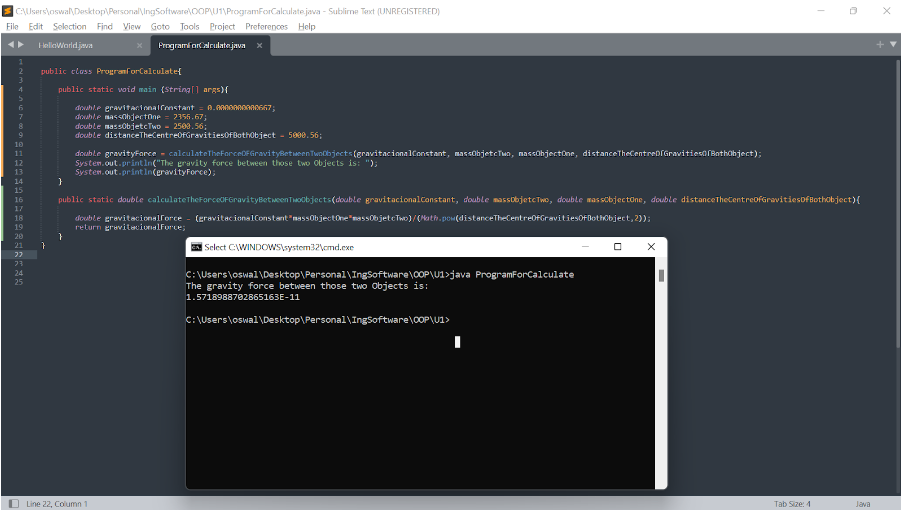 C:\Users\oswal\Desktop\Personal\IngSoftware\OOP\U1\ProgramForCalculate.java - Sublime Text (UNREGISTERED)
File Edit Selection Find View Goto Tools Project Preferences Help
HelloWorld.java × ProgramForCalculate.java ×
1
2 public class ProgramForCalculate{
3
4 public static void main (String[] args){
5
6 double gravitacionalConstant = 0.0000000000667;
7 double massObjectOne = 2356.67;
8 double massObjetcTwo = 2500.56;
9 double distanceTheCentreOfGravitiesOfBothObject = 5000.56;
10
11 double gravityForce = calculateTheForceOfGravityBetweenTwoObjects(gravitacionalConstant, massObjetcTwo, massObjectOne, distanceTheCentreOfGravitiesOfBothObject);
12 System.out.println("The gravity force between those two Objects is: ");
13 System.out.println(gravityForce);
14 }
15
16 public static double calculateTheForceOfGravityBetweenTwoObjects(double gravitacionalConstant, double massObjetcTwo, double massObjectOne, double distanceTheCentreOfGravitiesOfBothObject){
17
18 double gravitacionalForce = (gravitacionalConstant*massObjectOne*massObjetcTwo)/(Math.pow(distanceTheCentreOfGravitiesOfBothObject,2));
19 return gravitacionalForce;
20 }
21 }
22
23
24
25
Select C:\WINDOWS\system32\cmd.exe
C:\Users\oswal\Desktop\Personal\IngSoftware\OOP\U1>java ProgramForCalculate
The gravity force between those two Objects is:
1.5718988702865163E-11
C:\Users\oswal\Desktop\Personal\IngSoftware\OOP\U1>
Line 22, Column 1 Tab Size: 4 Java